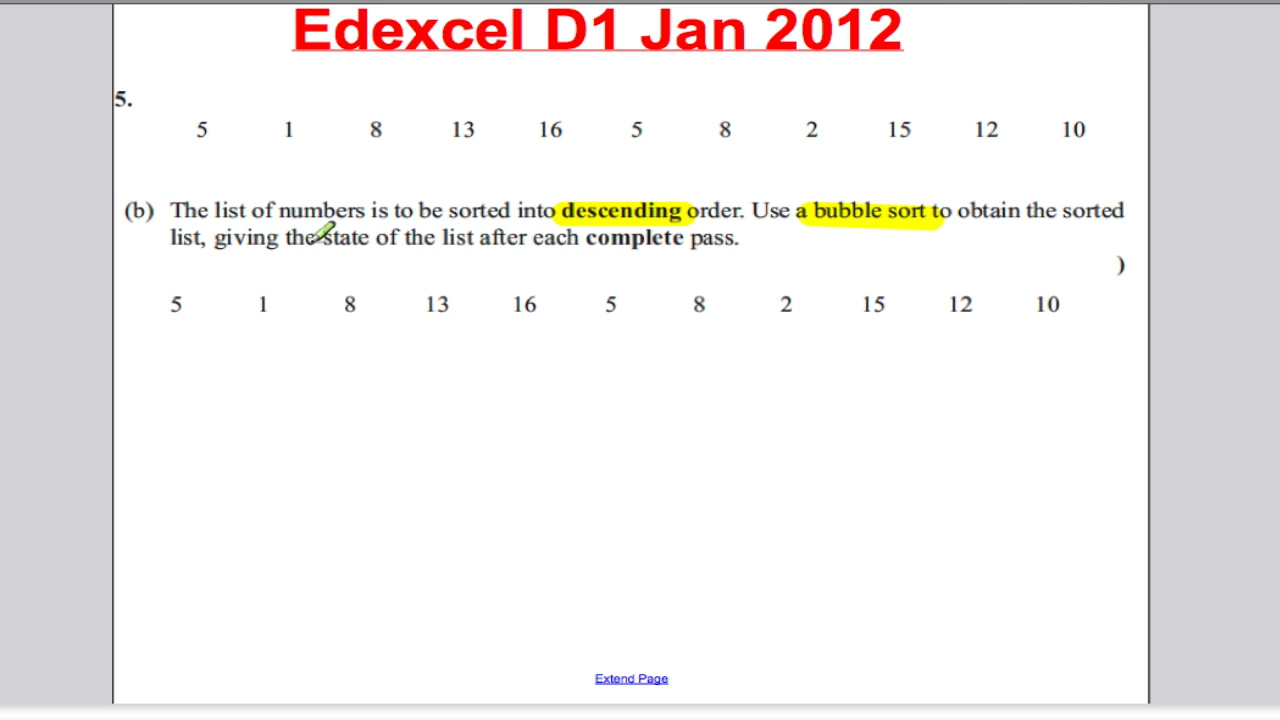 Edexcel D1 Jan 2012
5.
5 1 8 13 16 5 8 2 15 12 10
(b) The list of numbers is to be sorted into descending order. Use a bubble sort to obtain the sorted
list, giving the state of the list after each complete pass.
)
5 1 8 13 16 5 8 2 15 12 10
Extend Page